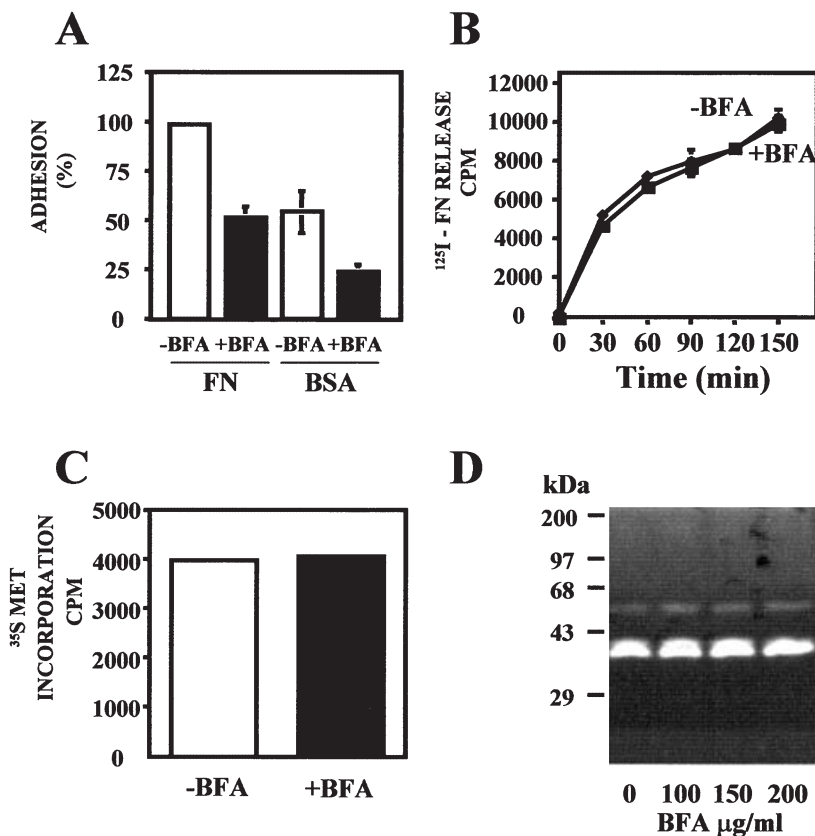 A
ADHESION
(%)
125
100
75
50
25
0
-BFA +BFA -BFA +BFA
FN BSA
B
¹²⁵I - FN RELEASE
CPM
12000
10000
8000
6000
4000
2000
0
-BFA
+BFA
0 30 60 90 120 150
Time (min)
C
³⁵S MET
INCORPORATION
CPM
5000
4000
3000
2000
1000
0
-BFA +BFA
D
kDa
200
97
68
43
29
0 100 150 200
BFA µg/ml